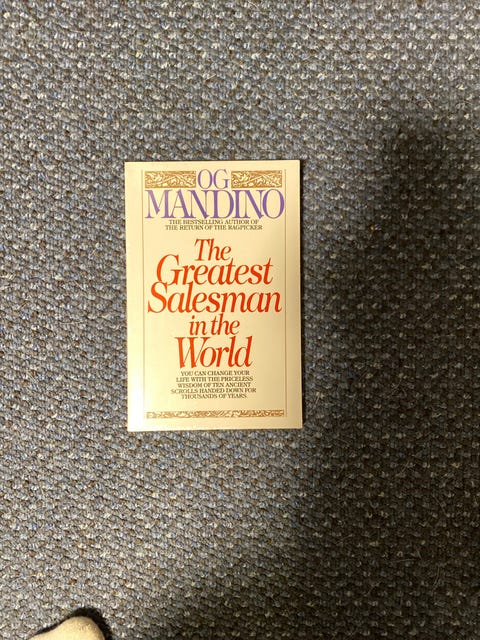 OG
MANDINO
THE BESTSELLING AUTHOR OF
THE RETURN OF THE RAGPICKER
The
Greatest
Salesman
in the
World
YOU CAN CHANGE YOUR
LIFE WITH THE PRICELESS
WISDOM OF TEN ANCIENT
SCROLLS HANDED DOWN FOR
THOUSANDS OF YEARS.